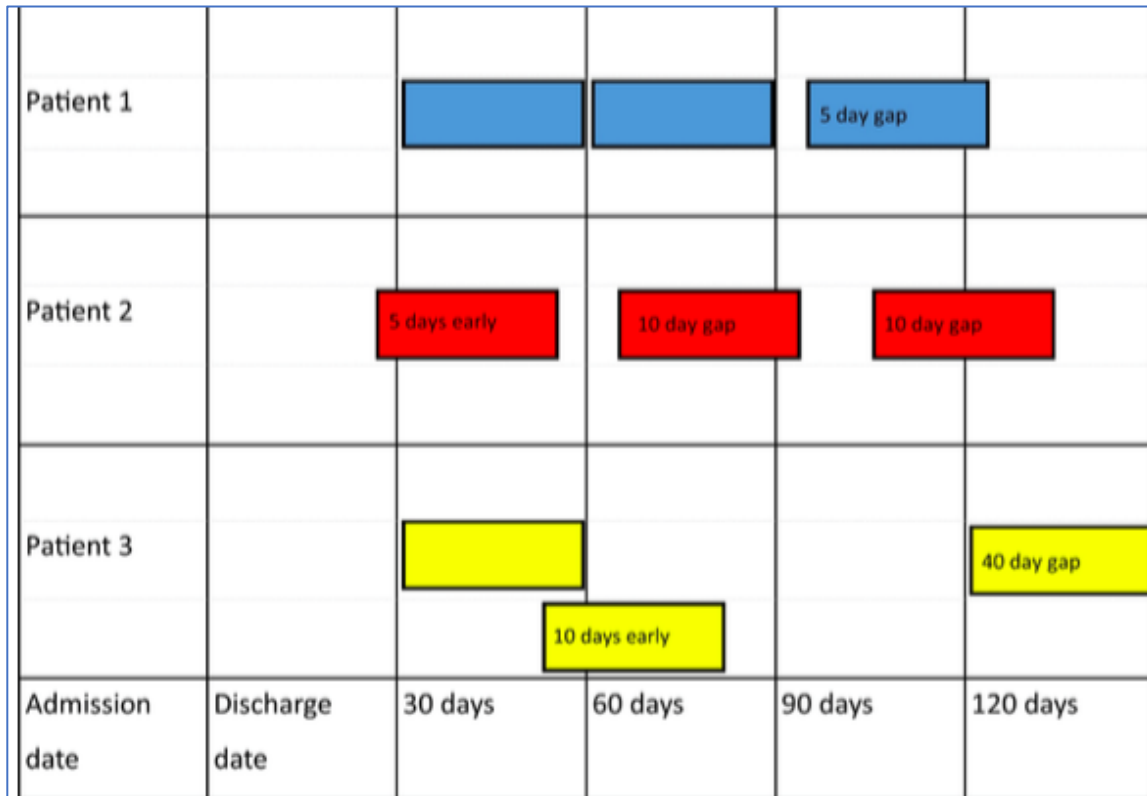 Patient 1
5 day gap
Patient 2
5 days early
10 day gap
10 day gap
Patient 3
40 day gap
10 days early
Admission
date
Discharge
date
30 days
60 days
90 days
120 days